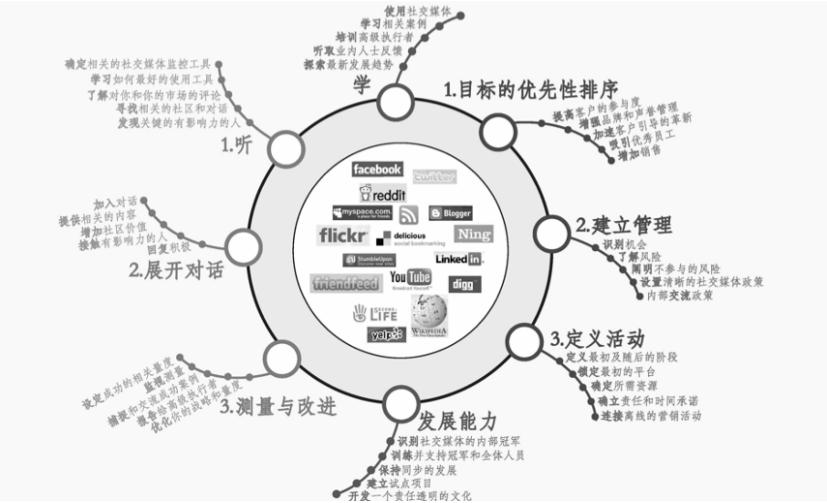 使用社交媒体
学习相关案例
培训高级执行者
听取业内人士反馈
探索最新发展趋势
学
1.目标的优先性排序
提高客户的参与度
增强品牌和声誉管理
加速客户引导的革新
吸引优秀员工
增加销售
2.建立管理
识别机会
了解风险
阐明不参与的风险
设置清晰的社交媒体政策
内部交流政策
3.定义活动
定义最初及随后的阶段
锁定最初的平台
确定所需资源
确立责任和时间承诺
连接离线的营销活动
发展能力
识别社交媒体的内部冠军
训练并支持冠军和全体人员
保持同步的发展
建立试点项目
开发一个责任透明的文化
3.测量与改进
设定成功的相关量度
监视测量
捕捉和交流成功案例
报告给高级执行者
优化你的战略和量度
2.展开对话
加入对话
提供相关的内容
增加社区价值
接触有影响力的人
回复积极
1.听
确定相关的社交媒体监控工具
学习如何最好的使用工具
了解对你和你的市场的评论
寻找相关的社区和对话
发现关键的有影响力的人
facebook
twitter
reddit
myspace.com
a place for friends
Blogger
flickr
delicious
social bookmarking
Ning
StumbleUpon
LinkedIn
friendfeed
YouTube
Broadcast Yourself
digg
SECOND
LIFE
WIKIPEDIA
yelp